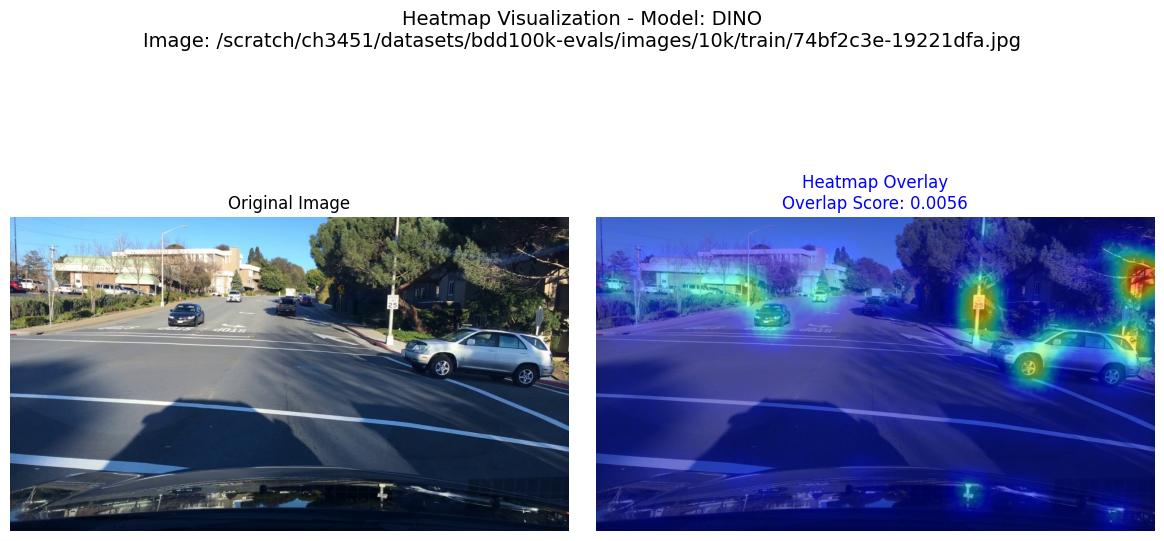 Heatmap Visualization - Model: DINO
Image: /scratch/ch3451/datasets/bdd100k-evals/images/10k/train/74bf2c3e-19221dfa.jpg
Original Image
Heatmap Overlay
Overlap Score: 0.0056